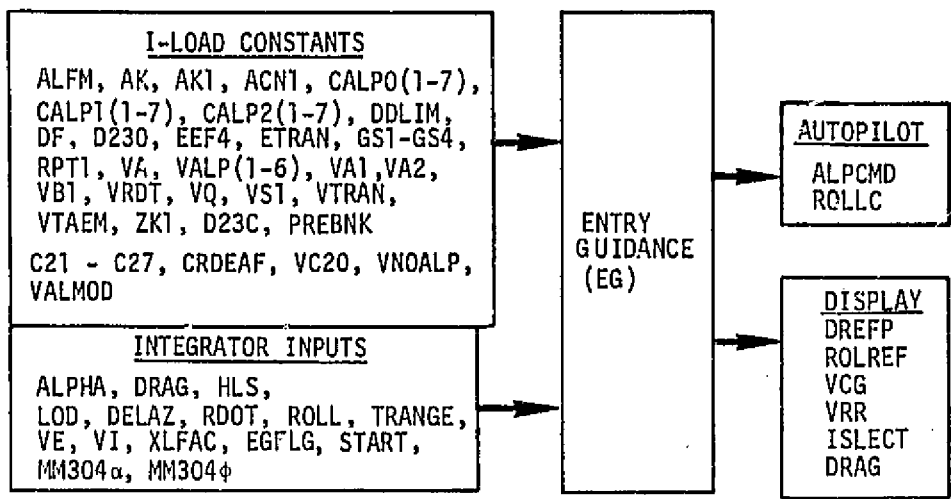 I-LOAD CONSTANTS
ALFM, AK, AK1, ACN1, CALP0(1-7),
CALP1(1-7), CALP2(1-7), DDLIM,
DF, D230, EEF4, ETRAN, GS1-GS4,
RPT1, VA, VALP(1-6), VA1,VA2,
VB1, VRDT, VQ, VS1, VTRAN,
VTAEM, ZK1, D23C, PREBNK
C21 - C27, CRDEAF, VC20, VNOALP,
VALMOD
INTEGRATOR INPUTS
ALPHA, DRAG, HLS,
LOD, DELAZ, RDOT, ROLL, TRANGE,
VE, VI, XLFAC, EGFLG, START,
MM304α, MM304φ
ENTRY
GUIDANCE
(EG)
AUTOPILOT
ALPCMD
ROLLC
DISPLAY
DREFP
ROLREF
VCG
VRR
ISLECT
DRAG